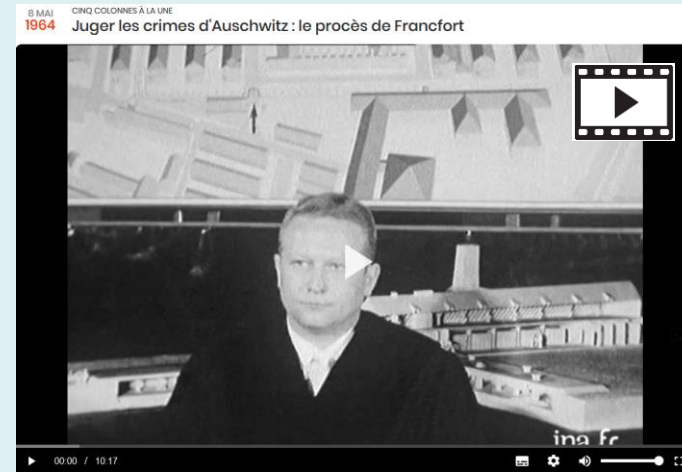 8 MAI
1964
CINQ COLONNES À LA UNE
Juger les crimes d'Auschwitz : le procès de Francfort
ina.fr
00:00 / 10:17